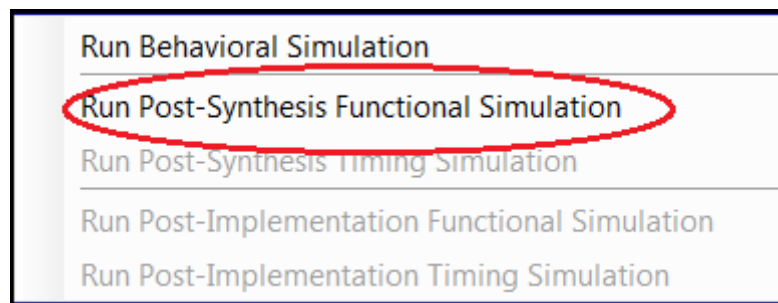 Run Behavioral Simulation
Run Post-Synthesis Functional Simulation
Run Post-Synthesis Timing Simulation
Run Post-Implementation Functional Simulation
Run Post-Implementation Timing Simulation